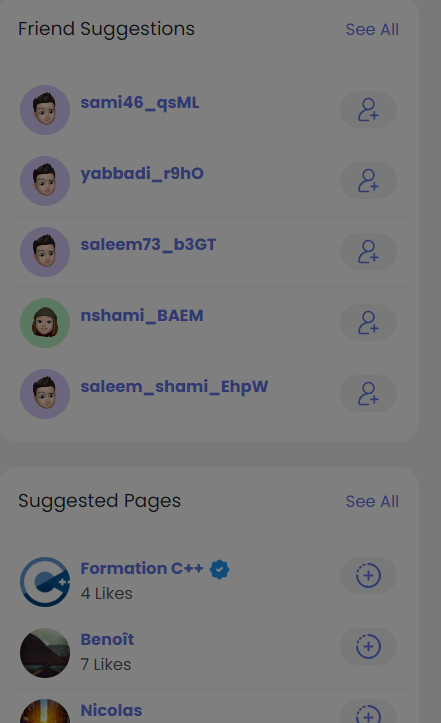 Friend Suggestions
See All
sami46_qsML
yabbadi_r9hO
saleem73_b3GT
nshami_BAEM
saleem_shami_EhpW
Suggested Pages
See All
Formation C++
4 Likes
Benoît
7 Likes
Nicolas